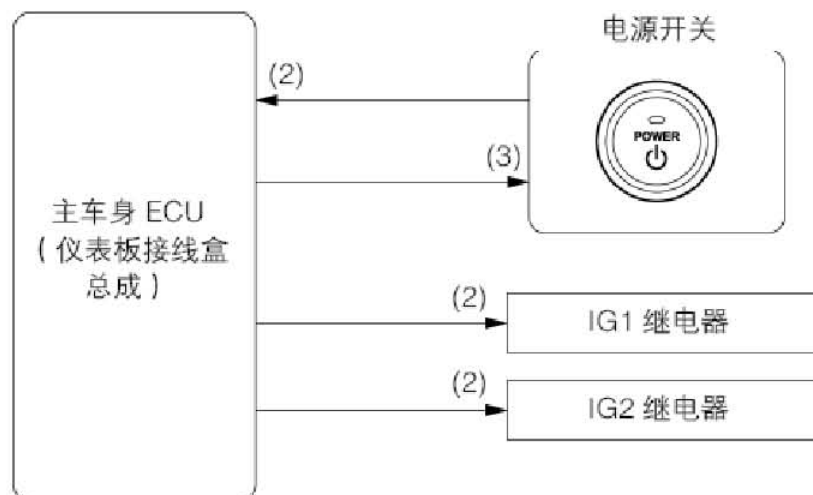 电源开关
(2)
POWER
(3)
主车身 ECU
(仪表板接线盒
总成)
(2)
IG1 继电器
(2)
IG2 继电器